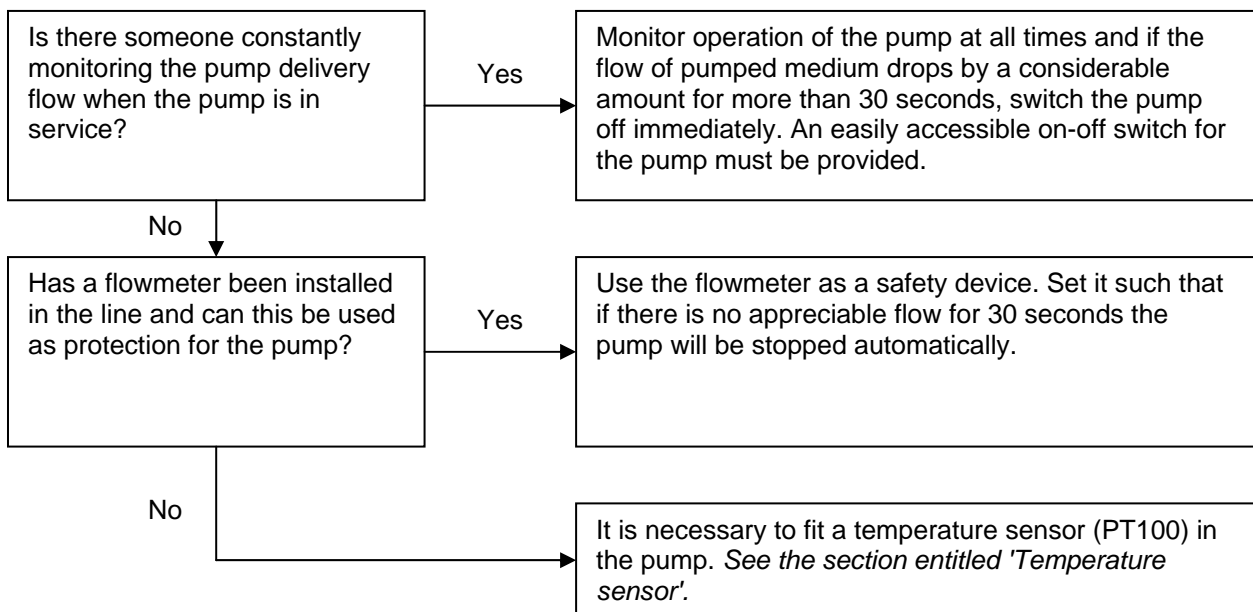 Is there someone constantly
monitoring the pump delivery
flow when the pump is in
service?
Yes
Monitor operation of the pump at all times and if the
flow of pumped medium drops by a considerable
amount for more than 30 seconds, switch the pump
off immediately. An easily accessible on-off switch for
the pump must be provided.
No
Has a flowmeter been installed
in the line and can this be used
as protection for the pump?
Yes
Use the flowmeter as a safety device. Set it such that
if there is no appreciable flow for 30 seconds the
pump will be stopped automatically.
No
It is necessary to fit a temperature sensor (PT100) in
the pump. See the section entitled 'Temperature
sensor'.